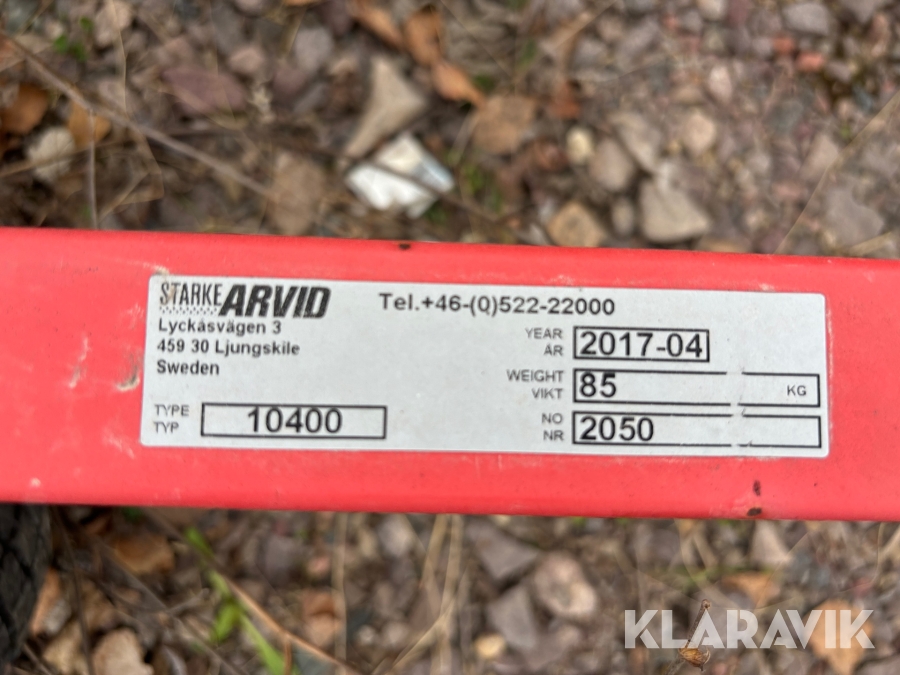 STARKE ARVID
Lyckåsvägen 3
459 30 Ljungskile
Sweden
TYPE
TYP
10400
Tel.+46-(0)522-22000
YEAR
ÅR
2017-04
WEIGHT
VIKT
85
KG
NO
NR
2050
KLARAVIK